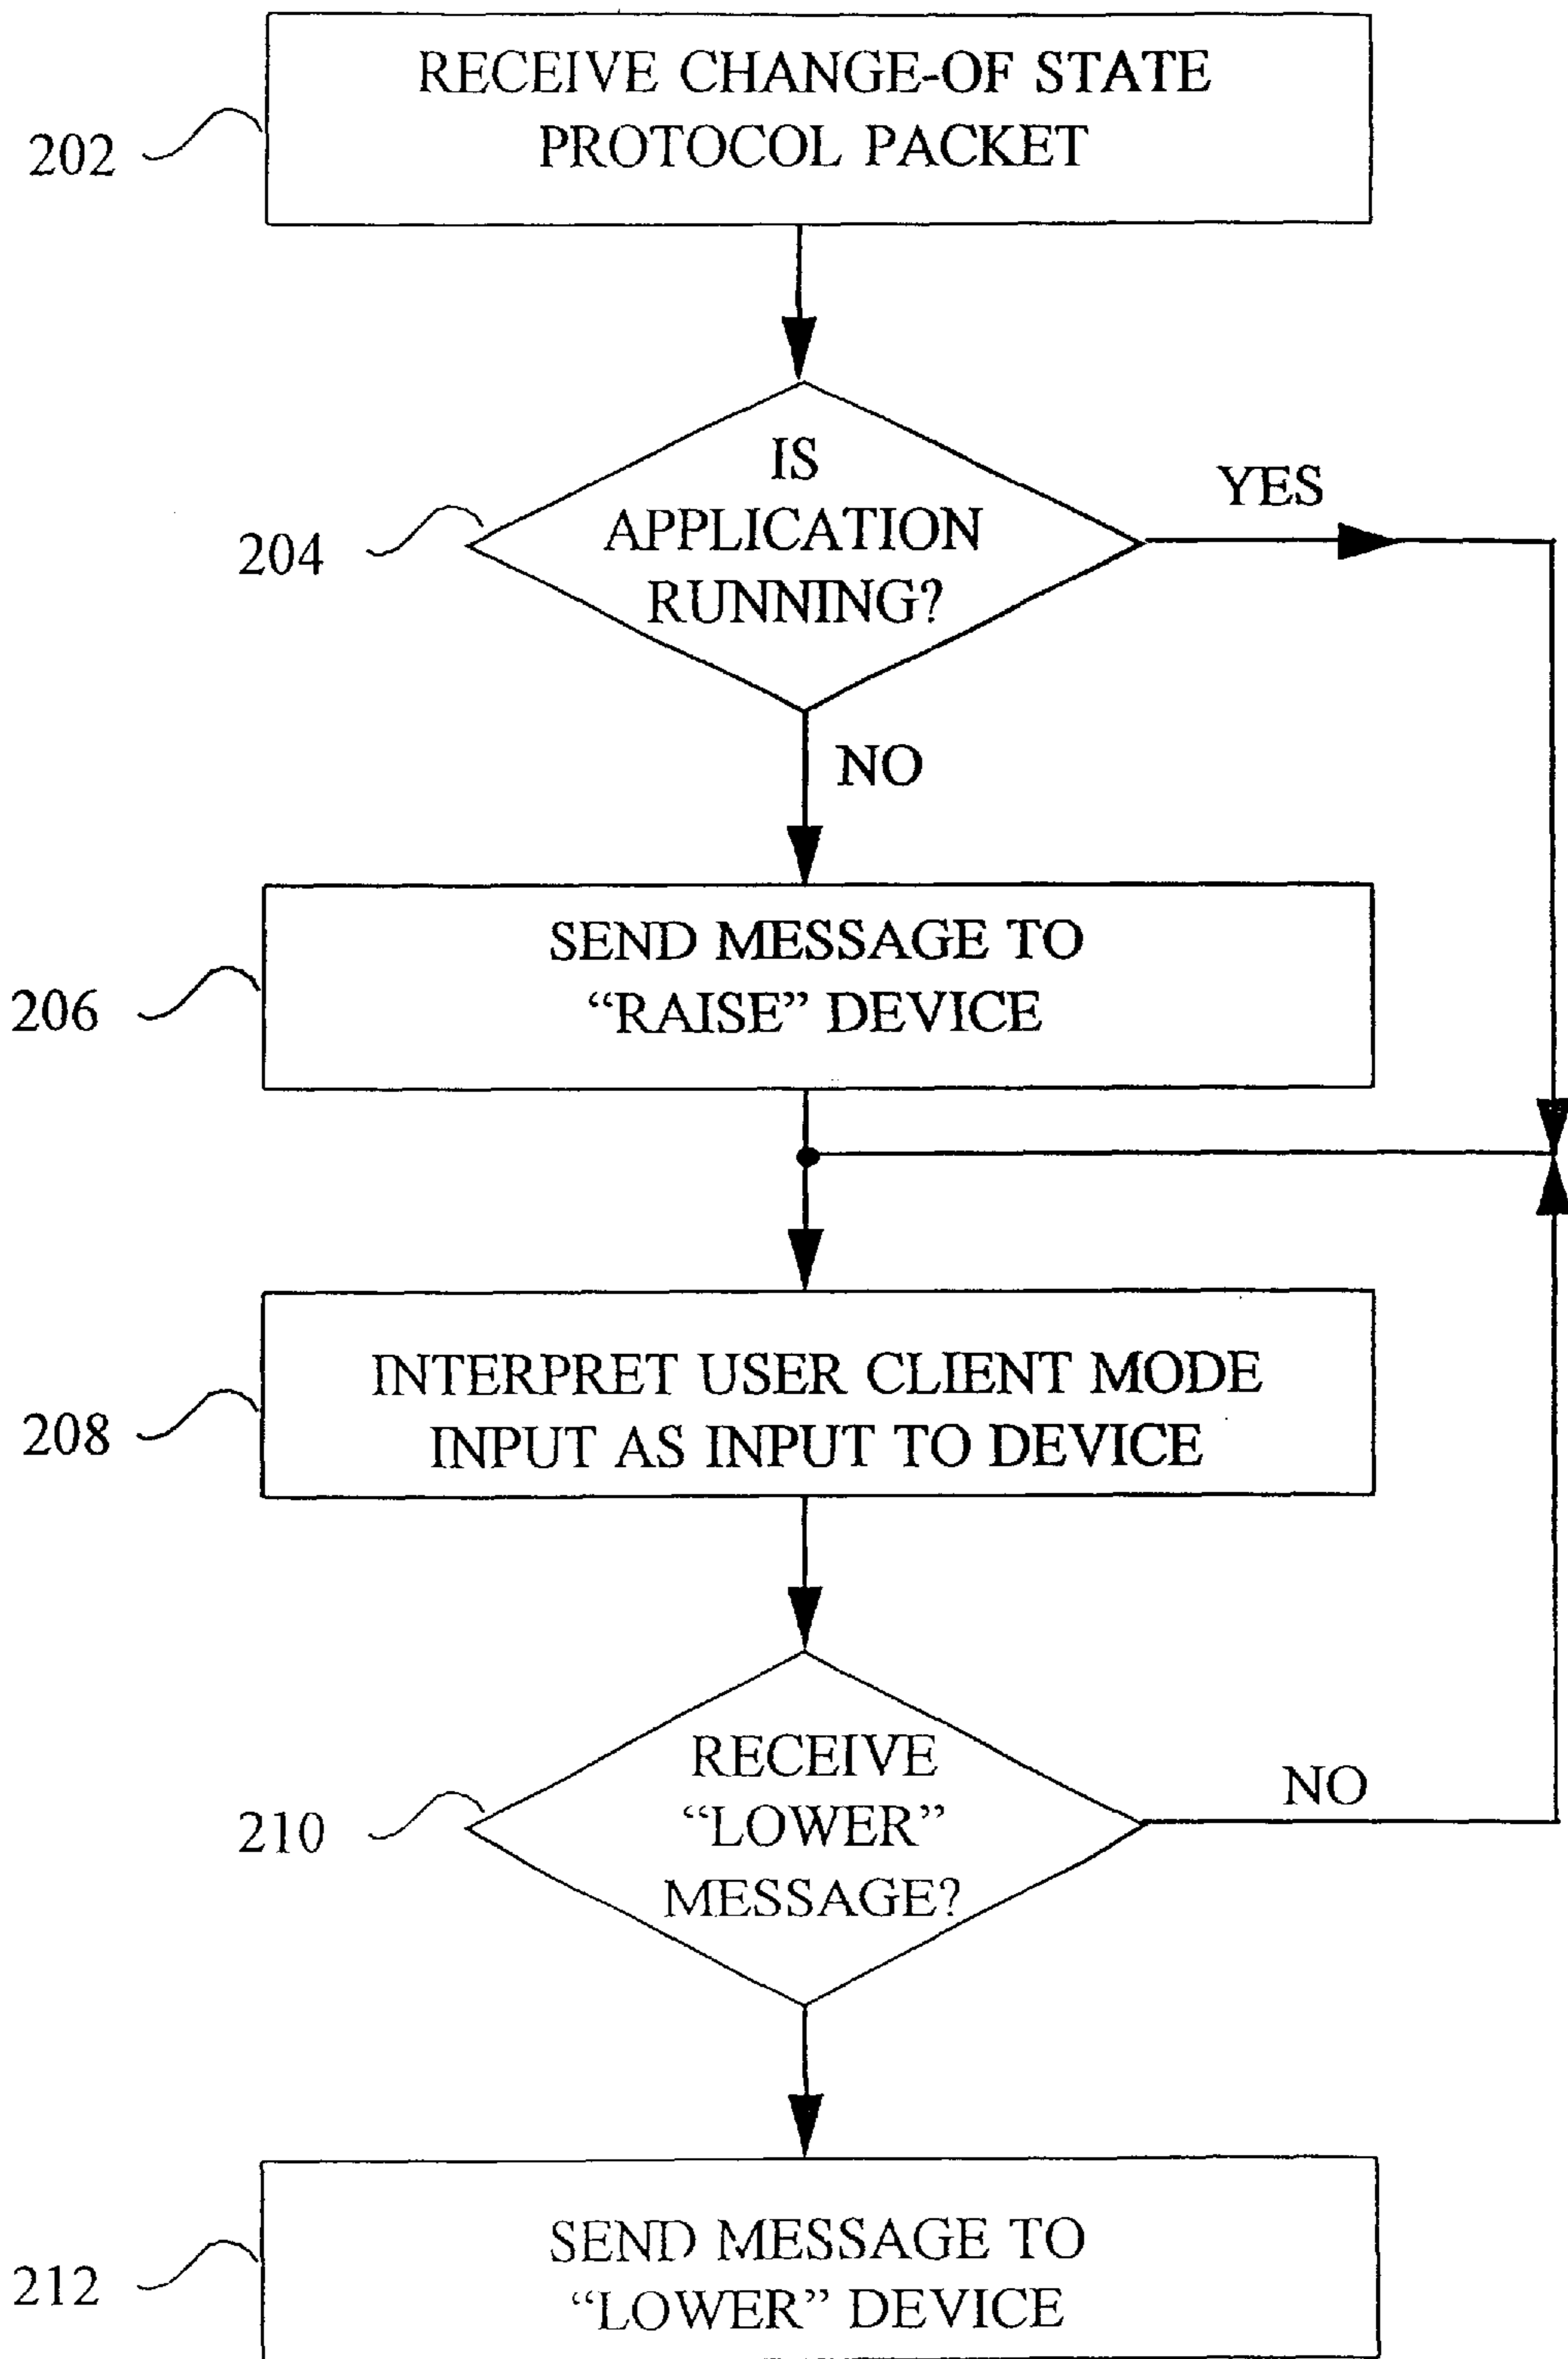 RECEIVE CHANGE-OF STATE
PROTOCOL PACKET
202
IS
APPLICATION
RUNNING?
YES
204
NO
SEND MESSAGE TO
“RAISE” DEVICE
206
INTERPRET USER CLIENT MODE
INPUT AS INPUT TO DEVICE
208
RECEIVE
“LOWER”
MESSAGE?
NO
210
SEND MESSAGE TO
“LOWER” DEVICE
212